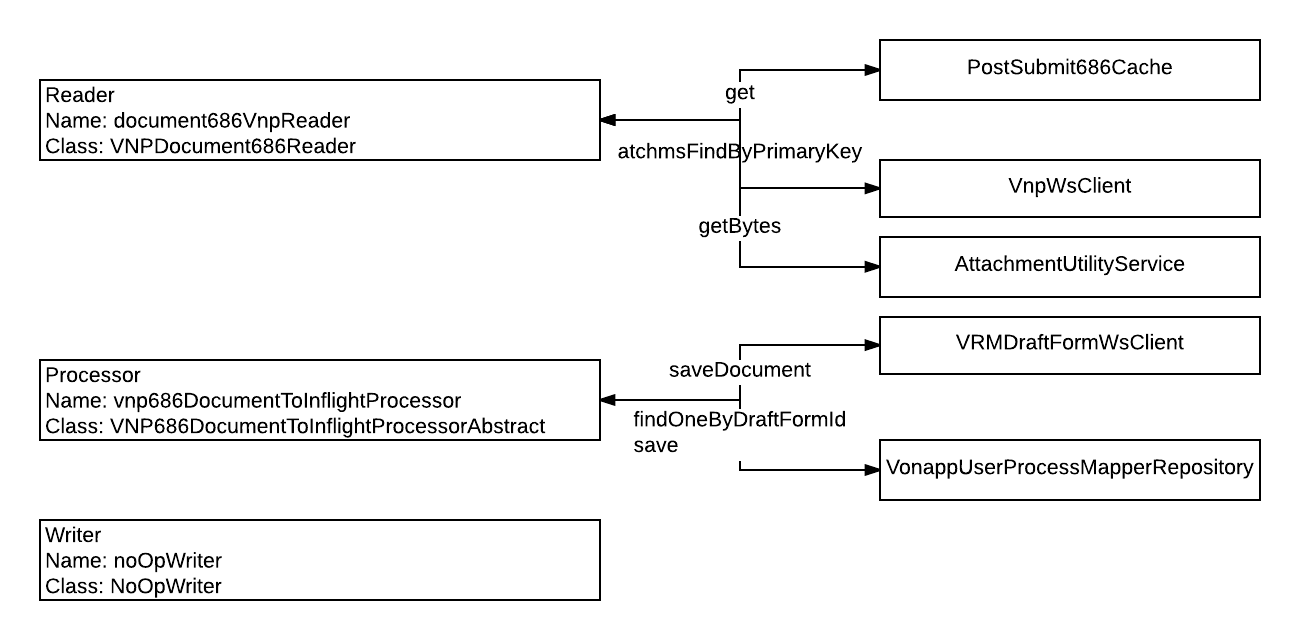 PostSubmit686Cache
Reader
Name: document686VnpReader
Class: VNPDocument686Reader
get
atchmsFindByPrimaryKey
VnpWsClient
getBytes
AttachmentUtilityService
VRMDraftFormWsClient
Processor
Name: vnp686DocumentToInflightProcessor
Class: VNP686DocumentToInflightProcessorAbstract
saveDocument
findOneByDraftFormId
save
VonappUserProcessMapperRepository
Writer
Name: noOpWriter
Class: NoOpWriter